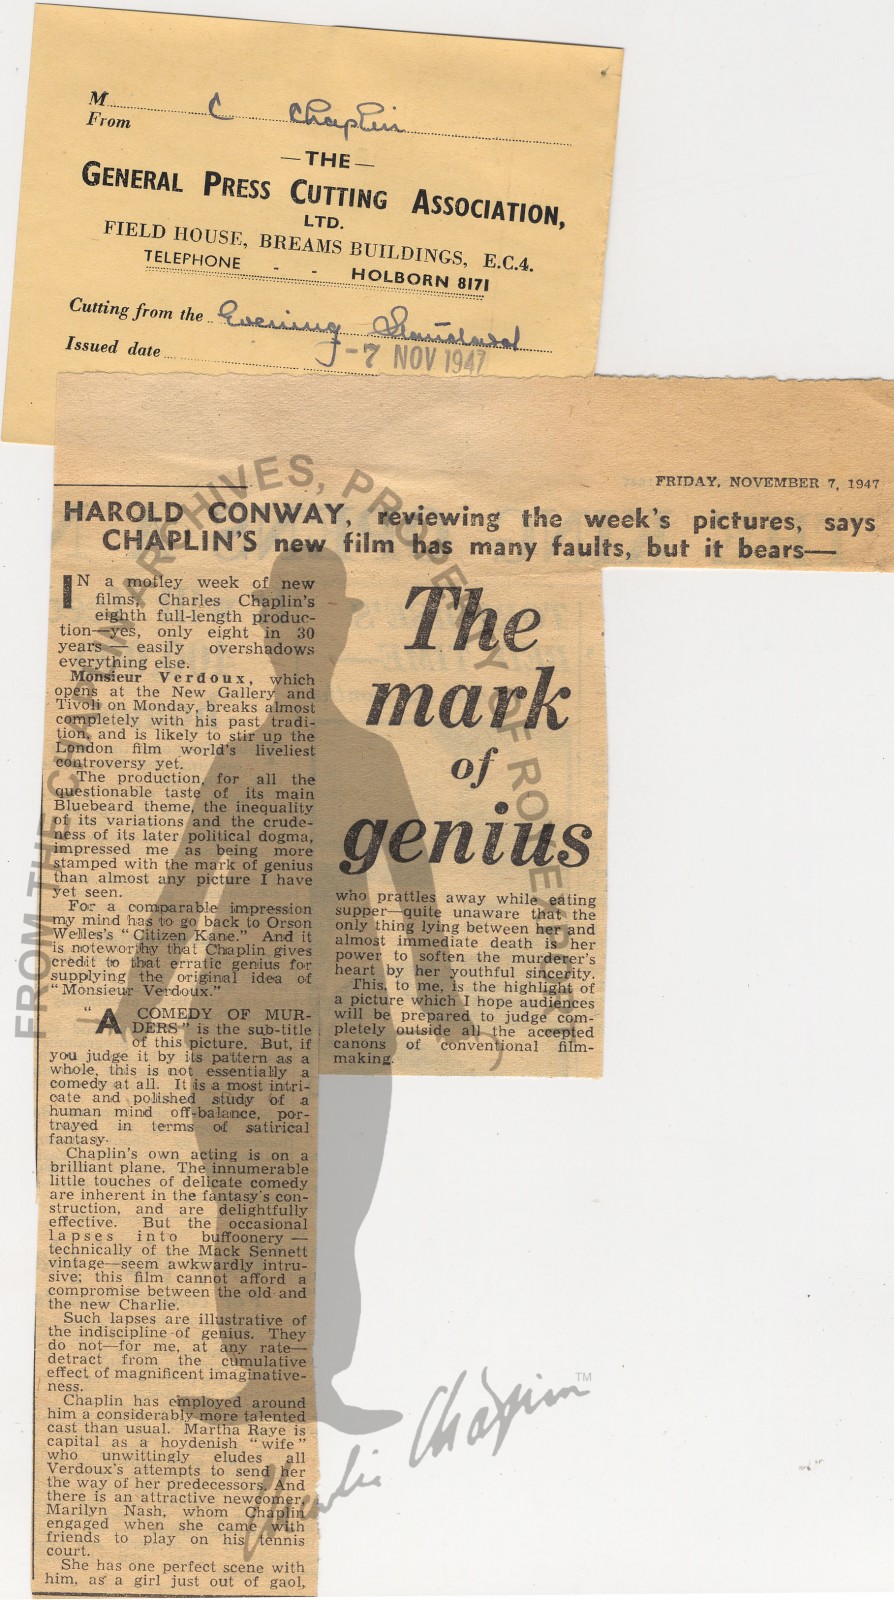 M C Chaplin
From
—THE—
GENERAL PRESS CUTTING ASSOCIATION,
LTD.
FIELD HOUSE, BREAMS BUILDINGS, E.C.4.
TELEPHONE - - HOLBORN 8171
Cutting from the Evening Standard
Issued date -7 NOV 1947
FRIDAY, NOVEMBER 7, 1947
HAROLD CONWAY, reviewing the week's pictures, says
CHAPLIN'S new film has many faults, but it bears—
The
mark
of
genius
IN a motley week of new
films, Charles Chaplin's
eighth full-length produc-
tion—yes, only eight in 30
years—easily overshadows
everything else.
Monsieur Verdoux, which
opens at the New Gallery and
Tivoli on Monday, breaks almost
completely with his past tradi-
tion, and is likely to stir up the
London film world's liveliest
controversy yet.
The production, for all the
questionable taste of its main
Bluebeard theme, the inequality
of its variations and the crude-
ness of its later political dogma,
impressed me as being more
stamped with the mark of genius
than almost any picture I have
yet seen.
For a comparable impression
my mind has to go back to Orson
Welles's "Citizen Kane." And it
is noteworthy that Chaplin gives
credit to that erratic genius for
supplying the original idea of
"Monsieur Verdoux."
"A COMEDY OF MUR-
DERS" is the sub-title
of this picture. But, if
you judge it by its pattern as a
whole, this is not essentially a
comedy at all. It is a most intri-
cate and polished study of a
human mind off-balance, por-
trayed in terms of satirical
fantasy.
Chaplin's own acting is on a
brilliant plane. The innumerable
little touches of delicate comedy
are inherent in the fantasy's con-
struction, and are delightfully
effective. But the occasional
lapses into buffoonery—
technically of the Mack Sennett
vintage—seem awkwardly intru-
sive; this film cannot afford a
compromise between the old and
the new Charlie.
Such lapses are illustrative of
the indiscipline of genius. They
do not—for me, at any rate—
detract from the cumulative
effect of magnificent imaginative-
ness.
Chaplin has employed around
him a considerably more talented
cast than usual. Martha Raye is
capital as a hoydenish "wife"
who unwittingly eludes all
Verdoux's attempts to send her
the way of her predecessors. And
there is an attractive newcomer,
Marilyn Nash, whom Chaplin
engaged when she came with
friends to play on his tennis
court.
She has one perfect scene with
him, as a girl just out of gaol,
who prattles away while eating
supper—quite unaware that the
only thing lying between her and
almost immediate death is her
power to soften the murderer's
heart by her youthful sincerity.
This, to me, is the highlight of
a picture which I hope audiences
will be prepared to judge com-
pletely outside all the accepted
canons of conventional film-
making.
FROM THE CHAPLIN ARCHIVES, PROPERTY OF ROY EXPORT
Charlie Chaplin TM